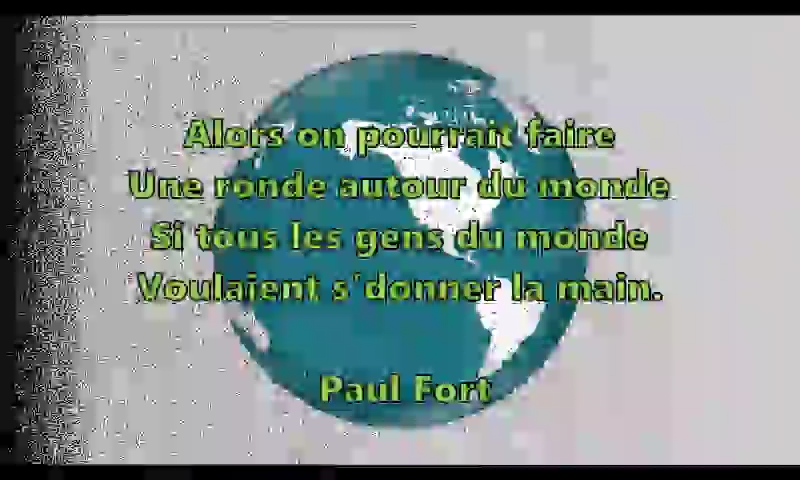 Alors on pourrait faire
Une ronde autour du monde
Si tous les gens du monde
Voulaient s'donner la main.
Paul Fort